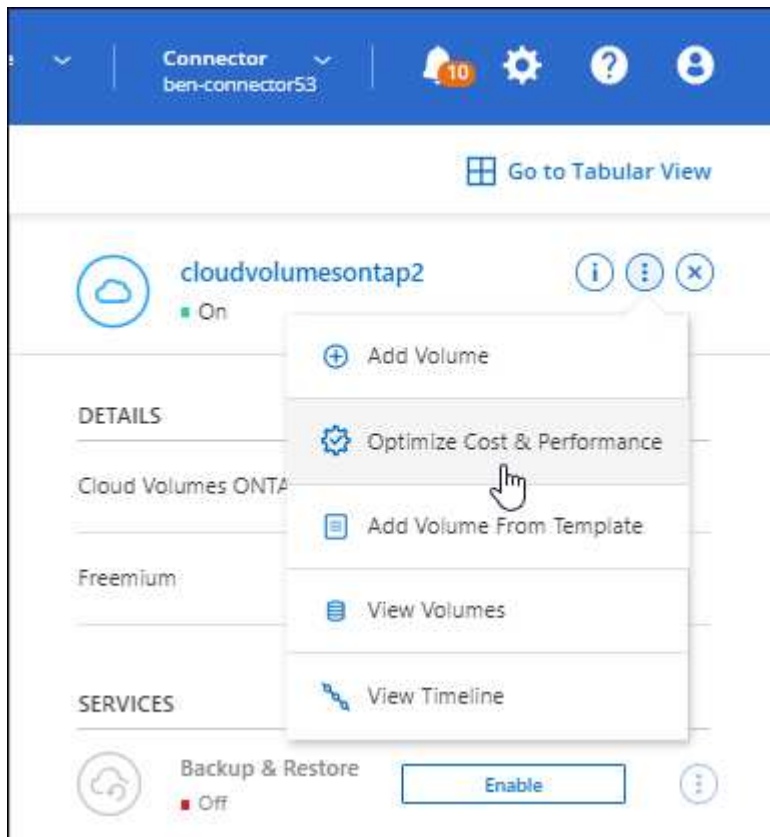 Connector
ben-connector53
10
Go to Tabular View
cloudvolumesontap2
On
Add Volume
DETAILS
Optimize Cost & Performance
Cloud Volumes ONTA
Add Volume From Template
Freemium
View Volumes
View Timeline
SERVICES
Backup & Restore
Enable
Off